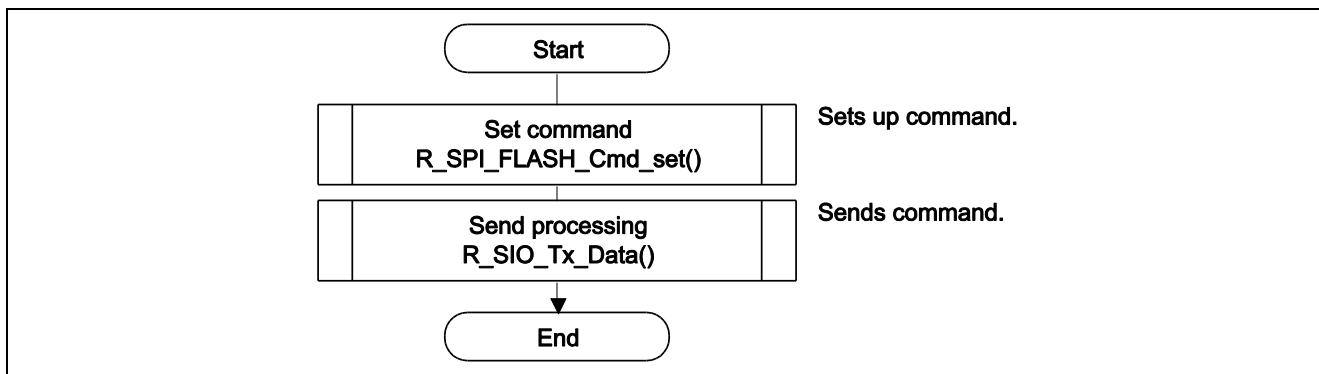 Start
Set command
R_SPI_FLASH_Cmd_set()
Sets up command.
Send processing
R_SIO_Tx_Data()
Sends command.
End